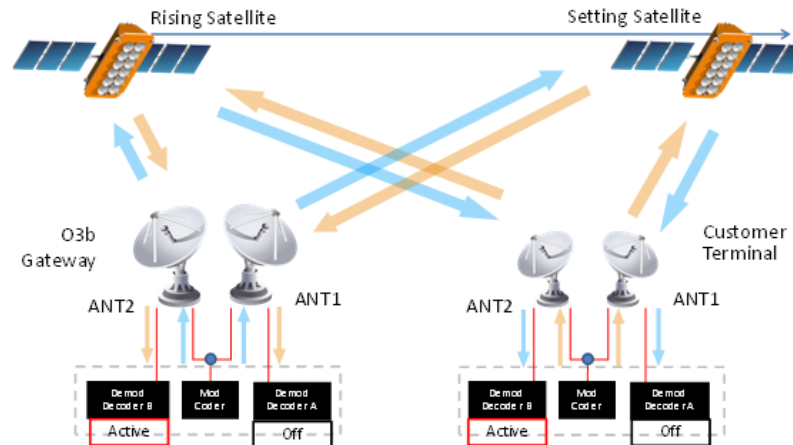 Rising Satellite
Setting Satellite
O3b
Gateway
Customer
Terminal
ANT2
ANT1
ANT2
ANT1
Demod
Decoder B
Mod
Coder
Demod
Decoder A
Demod
Decoder B
Mod
Coder
Demod
Decoder A
Active
Off
Active
Off